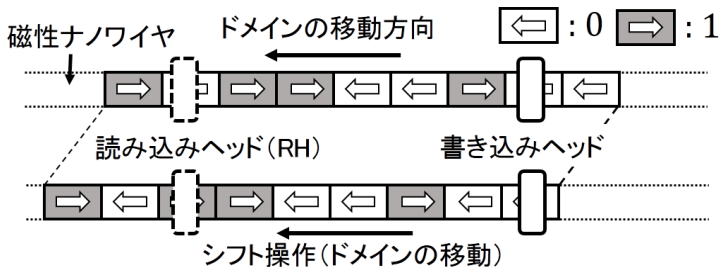 ドメインの移動方向
:0
:1
磁性ナノワイヤ
読み込みヘッド(RH)
書き込みヘッド
シフト操作(ドメインの移動)